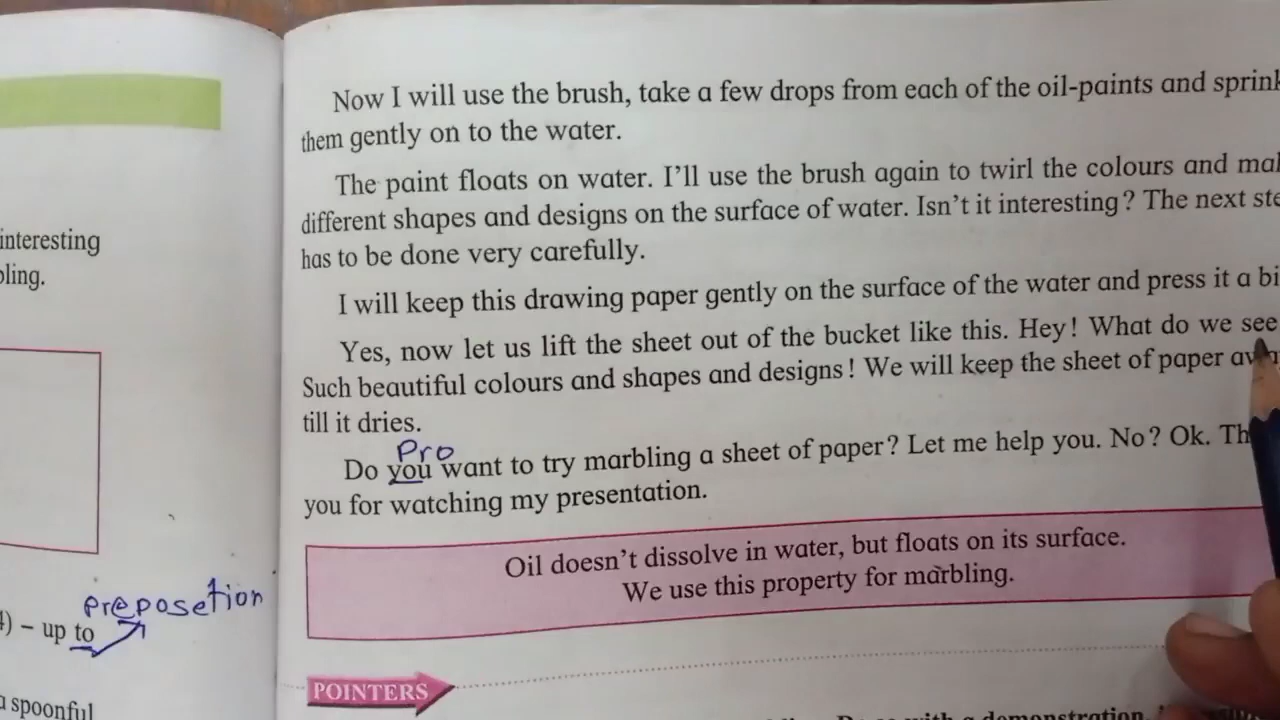 interesting
bling.
preposetion
4) – up to
a spoonful
Now I will use the brush, take a few drops from each of the oil-paints and sprink
them gently on to the water.
The paint floats on water. I'll use the brush again to twirl the colours and mak
different shapes and designs on the surface of water. Isn't it interesting? The next ste
has to be done very carefully.
I will keep this drawing paper gently on the surface of the water and press it a bi
Yes, now let us lift the sheet out of the bucket like this. Hey! What do we see
Such beautiful colours and shapes and designs! We will keep the sheet of paper
till it dries.
Pro
Do you want to try marbling a sheet of paper? Let me help you. No? Ok. Th
you for watching my presentation.
Oil doesn't dissolve in water, but floats on its surface.
We use this property for marbling.
POINTERS
with a demonstration